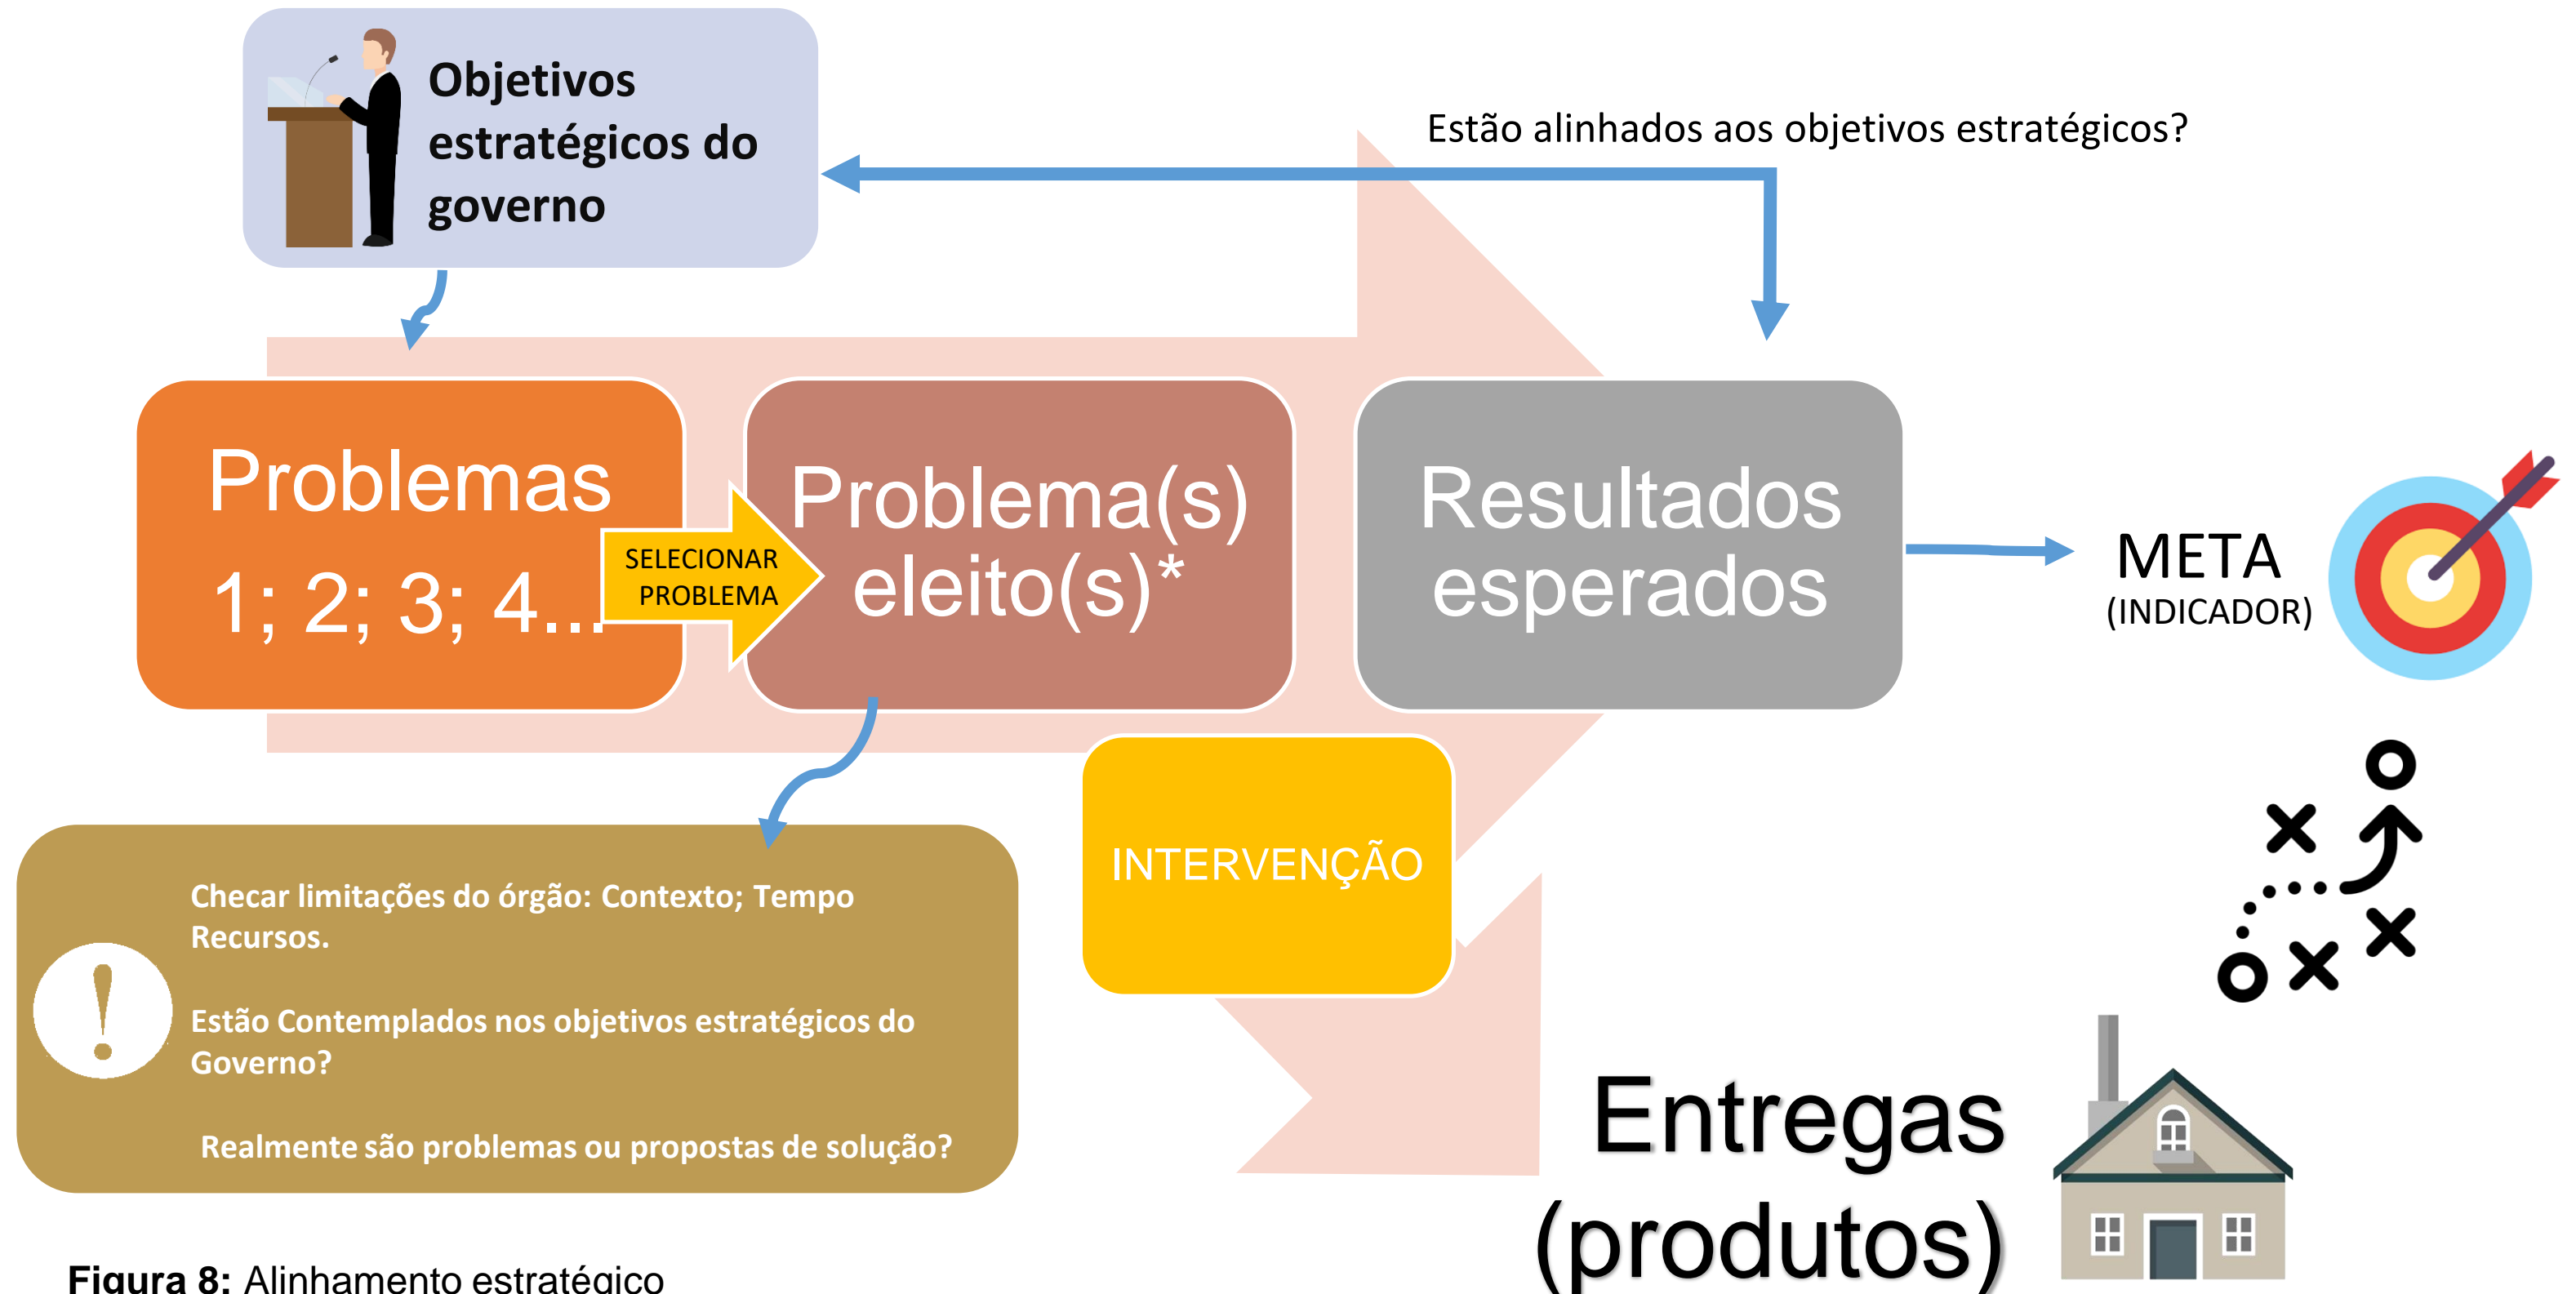 Objetivos
estratégicos do
governo
Estão alinhados aos objetivos estratégicos?
Problemas
1; 2; 3; 4...
SELECIONAR
PROBLEMA
Problema(s)
eleito(s)*
Resultados
esperados
META
(INDICADOR)
INTERVENÇÃO
Checar limitações do órgão: Contexto; Tempo
Recursos.
Estão Contemplados nos objetivos estratégicos do
Governo?
Realmente são problemas ou propostas de solução?
Entregas
(produtos)
Figura 8: Alinhamento estratégico